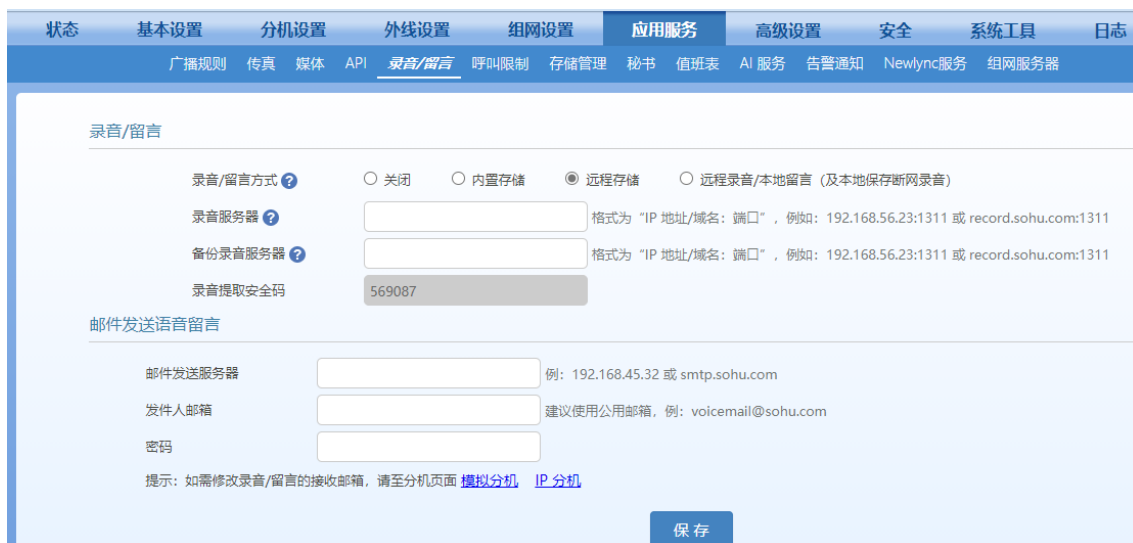 状态 基本设置 分机设置 外线设置 组网设置 应用服务 高级设置 安全 系统工具 日志
广播规则 传真 媒体 API 录音/留言 呼叫限制 存储管理 秘书 值班表 AI 服务 告警通知 Newlync服务 组网服务器
录音/留言
录音/留言方式 ? 关闭 内置存储 远程存储 远程录音/本地留言（及本地保存断网录音）
录音服务器 ? 格式为“IP 地址/域名：端口”，例如：192.168.56.23:1311 或 record.sohu.com:1311
备份录音服务器 ? 格式为“IP 地址/域名：端口”，例如：192.168.56.23:1311 或 record.sohu.com:1311
录音提取安全码 569087
邮件发送语音留言
邮件发送服务器 例：192.168.45.32 或 smtp.sohu.com
发件人邮箱 建议使用公用邮箱，例：voicemail@sohu.com
密码
提示：如需修改录音/留言的接收邮箱，请至分机页面 模拟分机 IP 分机
保存